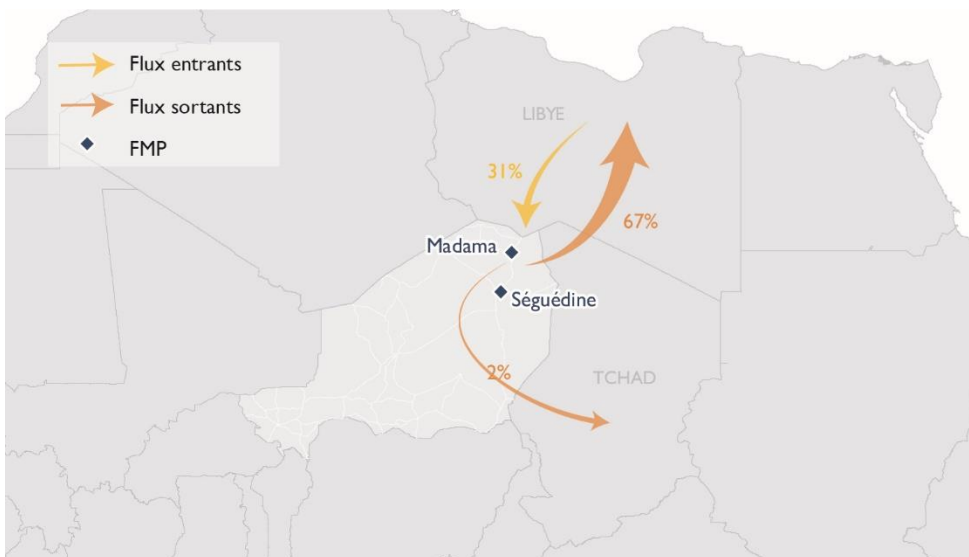 Flux entrants
Flux sortants
FMP
LIBYE
31%
67%
Madama
Séguédine
2%
TCHAD